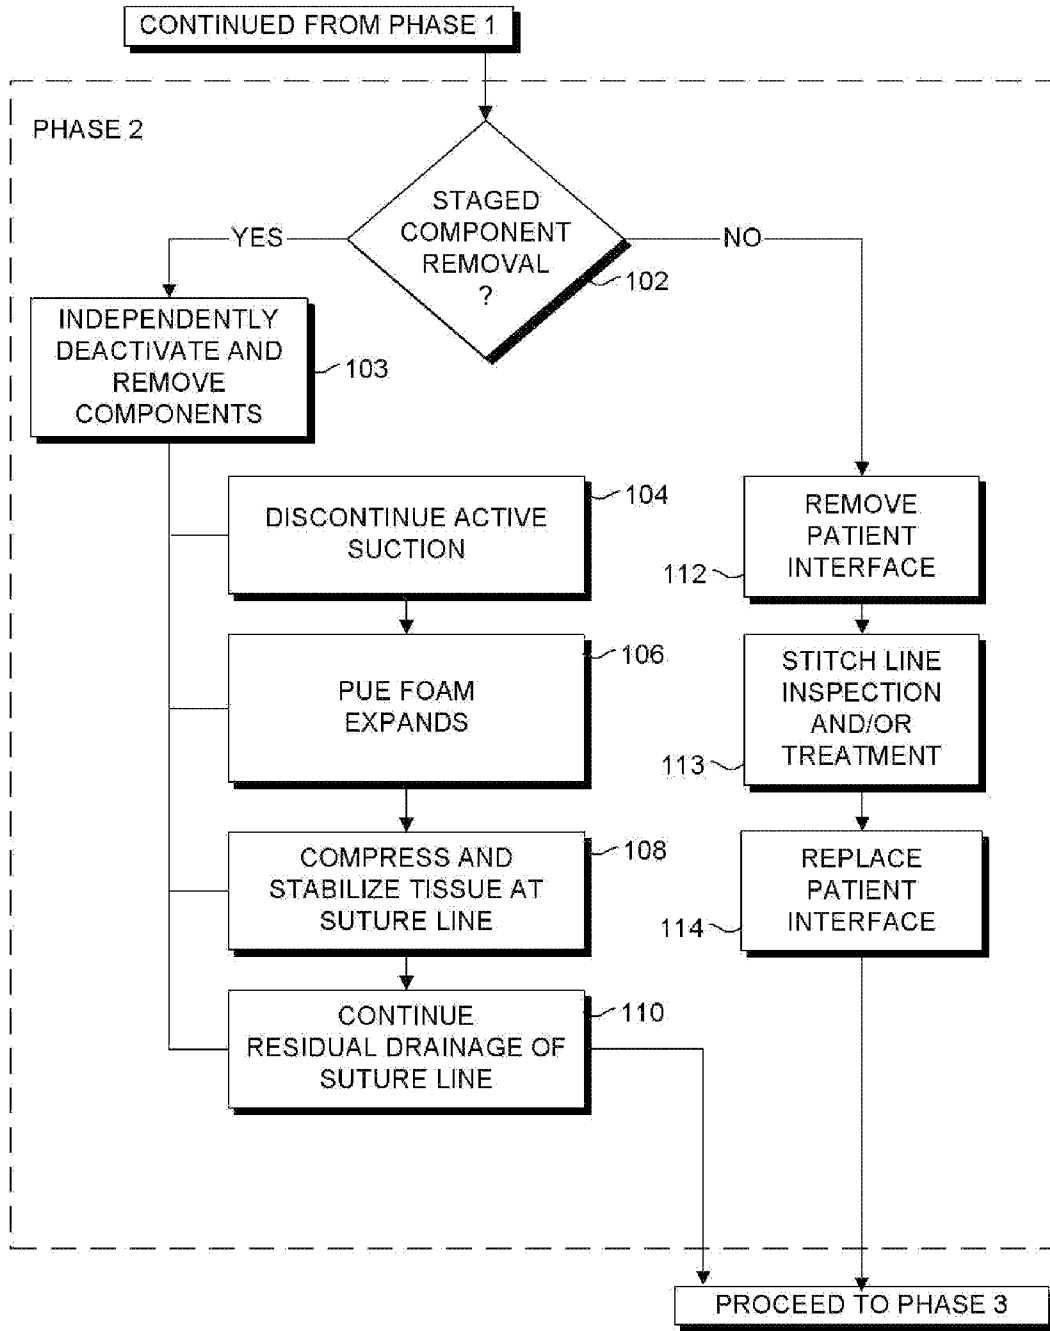 CONTINUED FROM PHASE 1
PHASE 2
STAGED
COMPONENT
REMOVAL
?
102
YES
NO
INDEPENDENTLY
DEACTIVATE AND
REMOVE
COMPONENTS
103
DISCONTINUE ACTIVE
SUCTION
104
PUE FOAM
EXPANDS
106
COMPRESS AND
STABILIZE TISSUE AT
SUTURE LINE
108
CONTINUE
RESIDUAL DRAINAGE OF
SUTURE LINE
110
REMOVE
PATIENT
INTERFACE
112
STITCH LINE
INSPECTION
AND/OR
TREATMENT
113
REPLACE
PATIENT
INTERFACE
114
PROCEED TO PHASE 3